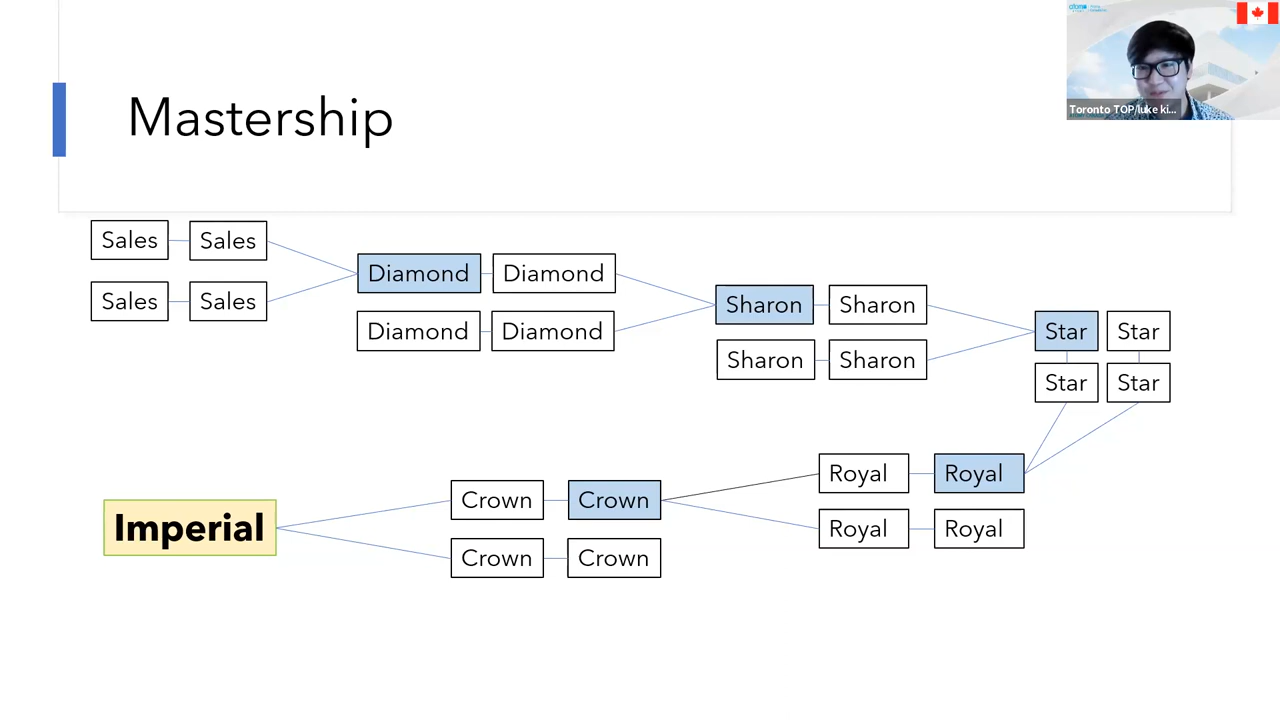 Mastership
Toronto TOP/luke ki...
Sales Sales
Sales Sales
Diamond Diamond
Diamond Diamond
Sharon Sharon
Sharon Sharon
Star Star
Star Star
Royal Royal
Royal Royal
Crown Crown
Crown Crown
Imperial